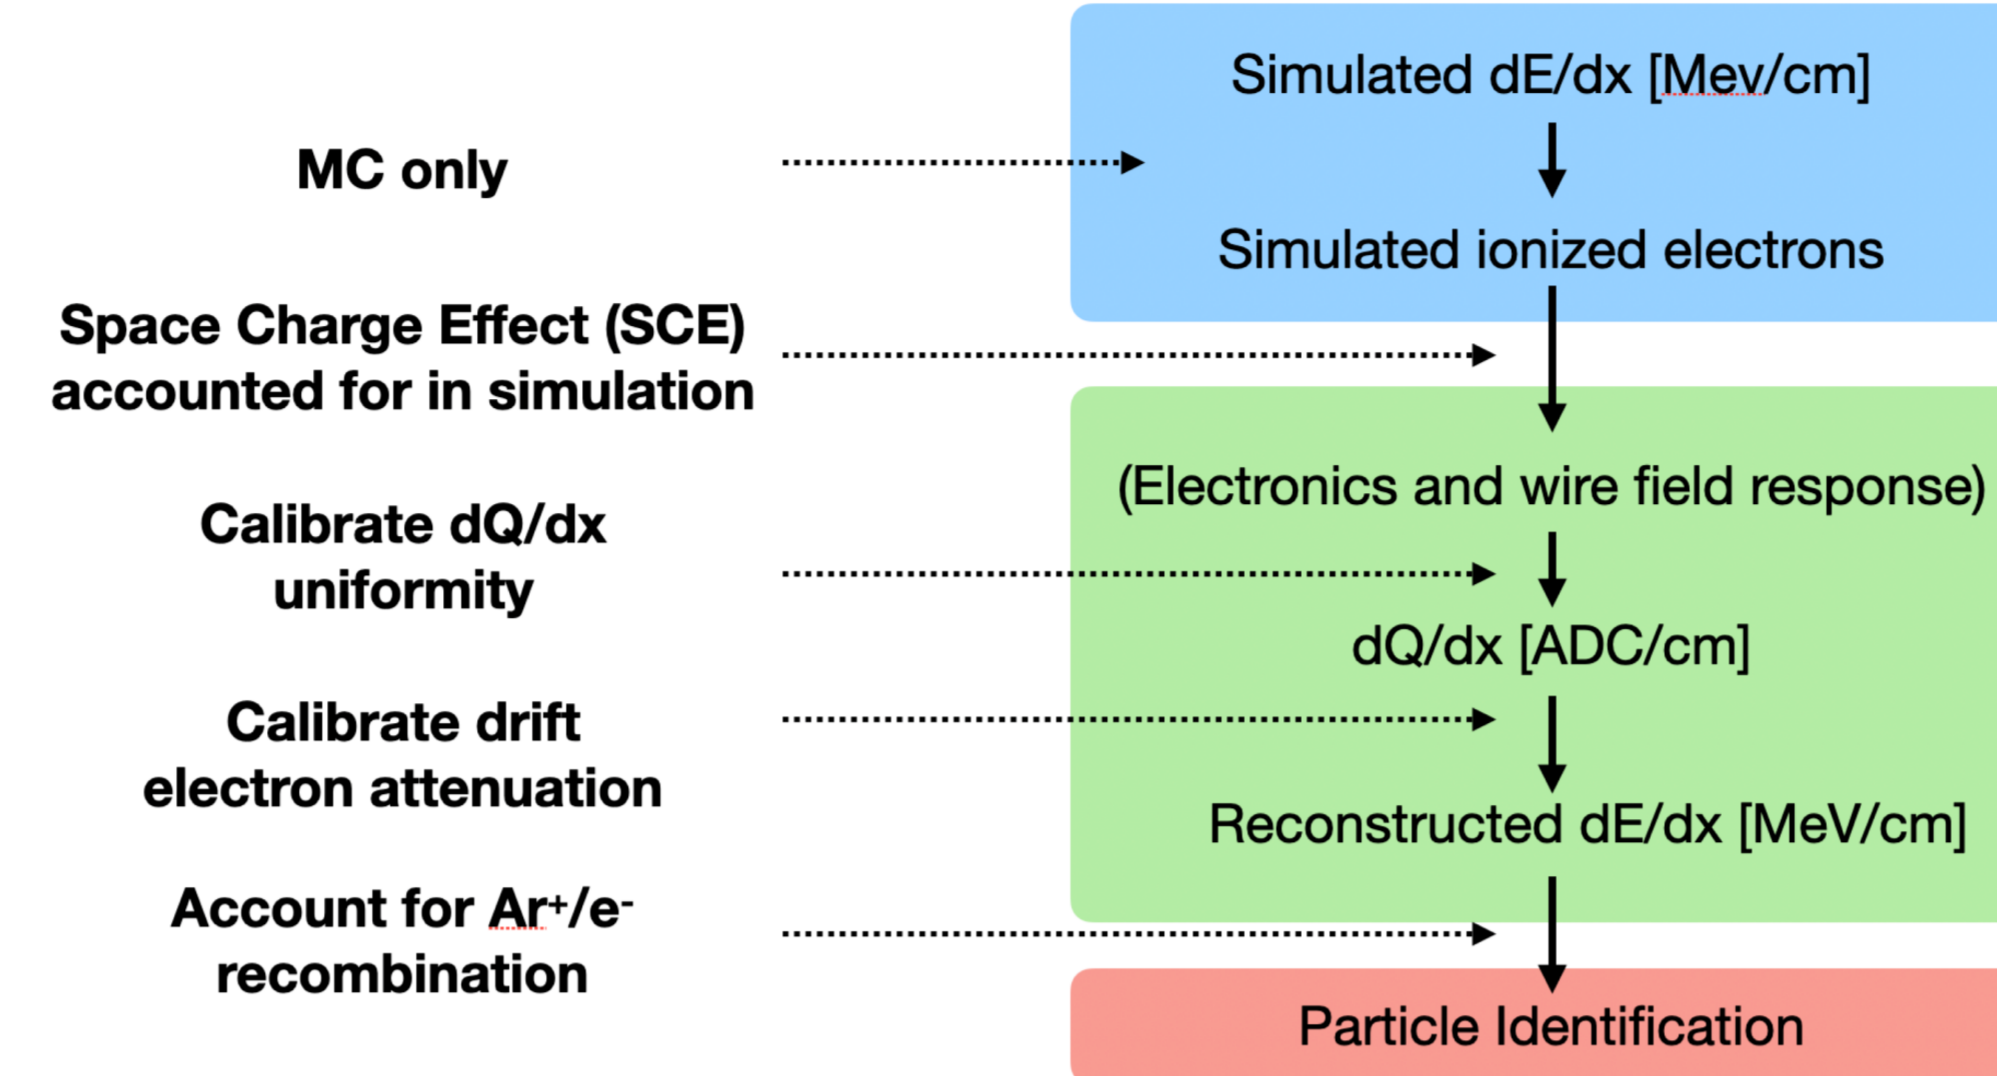 Simulated dE/dx [Mev/cm]
MC only
Simulated ionized electrons
Space Charge Effect (SCE)
accounted for in simulation
(Electronics and wire field response)
Calibrate dQ/dx
uniformity
dQ/dx [ADC/cm]
Calibrate drift
electron attenuation
Reconstructed dE/dx [MeV/cm]
Account for Ar⁺/e⁻
recombination
Particle Identification